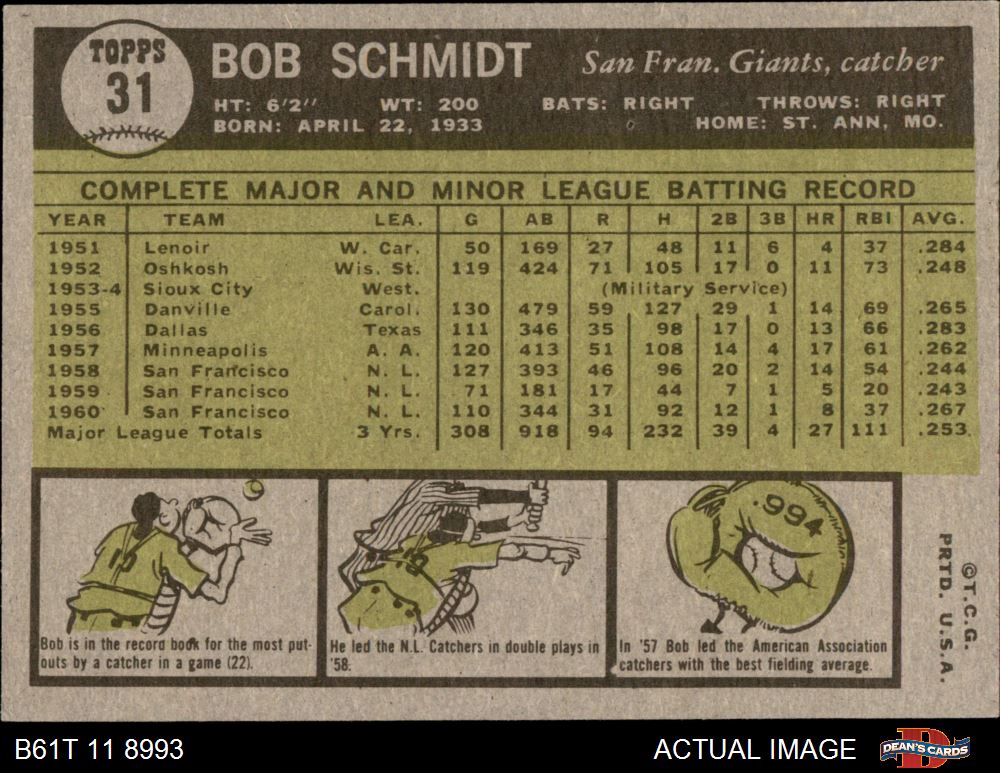 TOPPS
31
BOB SCHMIDT San Fran. Giants, catcher
HT: 6'2" WT: 200 BATS: RIGHT THROWS: RIGHT
BORN: APRIL 22, 1933 HOME: ST. ANN, MO.
COMPLETE MAJOR AND MINOR LEAGUE BATTING RECORD
YEAR TEAM LEA. G AB R H 2B 3B HR RBI AVG.
1951 Lenoir W. Car. 50 169 27 48 11 6 4 37 .284
1952 Oshkosh Wis. St. 119 424 71 105 17 0 11 73 .248
1953-4 Sioux City West. (Military Service)
1955 Danville Carol. 130 479 59 127 29 1 14 69 .265
1956 Dallas Texas 111 346 35 98 17 0 13 66 .283
1957 Minneapolis A. A. 120 413 51 108 14 4 17 61 .262
1958 San Francisco N. L. 127 393 46 96 20 2 14 54 .244
1959 San Francisco N. L. 71 181 17 44 7 1 5 20 .243
1960 San Francisco N. L. 110 344 31 92 12 1 8 37 .267
Major League Totals 3 Yrs. 308 918 94 232 39 4 27 111 .253
.994
Bob is in the record book for the most put-
outs by a catcher in a game (22).
He led the N.L. Catchers in double plays in
'58.
In '57 Bob led the American Association
catchers with the best fielding average.
©T.C.G.
PRTD. U.S.A.
B61T 11 8993 ACTUAL IMAGE DEAN'S CARDS